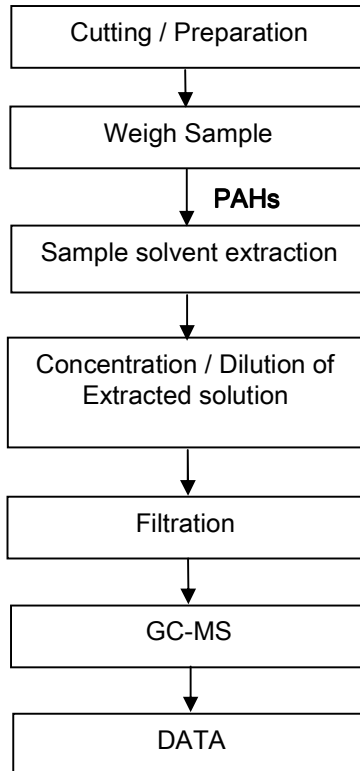 Cutting / Preparation
Weigh Sample
PAHs
Sample solvent extraction
Concentration / Dilution of
Extracted solution
Filtration
GC-MS
DATA